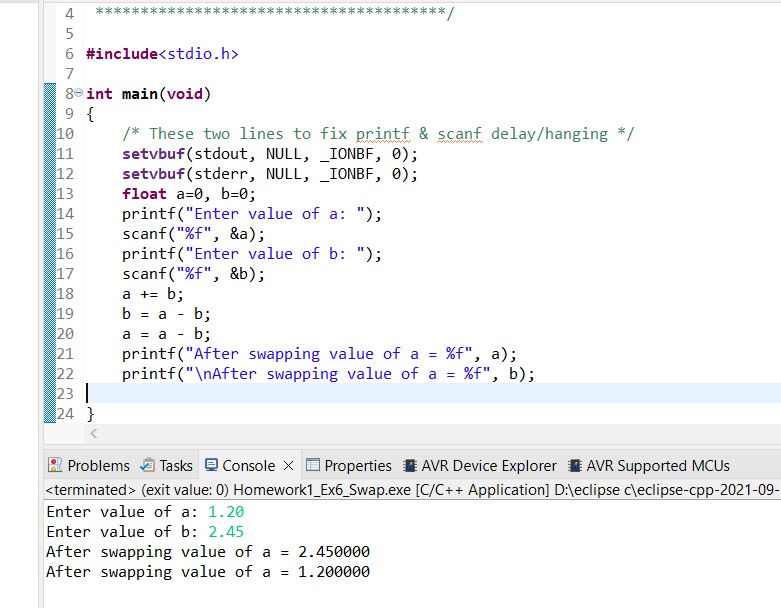 4 ***************************************/
5
6 #include<stdio.h>
7
8 int main(void)
9 {
10 /* These two lines to fix printf & scanf delay/hanging */
11 setvbuf(stdout, NULL, _IONBF, 0);
12 setvbuf(stderr, NULL, _IONBF, 0);
13 float a=0, b=0;
14 printf("Enter value of a: ");
15 scanf("%f", &a);
16 printf("Enter value of b: ");
17 scanf("%f", &b);
18 a += b;
19 b = a - b;
20 a = a - b;
21 printf("After swapping value of a = %f", a);
22 printf("\nAfter swapping value of a = %f", b);
23
24 }
Problems Tasks Console Properties AVR Device Explorer AVR Supported MCUs
<terminated> (exit value: 0) Homework1_Ex6_Swap.exe [C/C++ Application] D:\eclipse c\eclipse-cpp-2021-09-
Enter value of a: 1.20
Enter value of b: 2.45
After swapping value of a = 2.450000
After swapping value of a = 1.200000